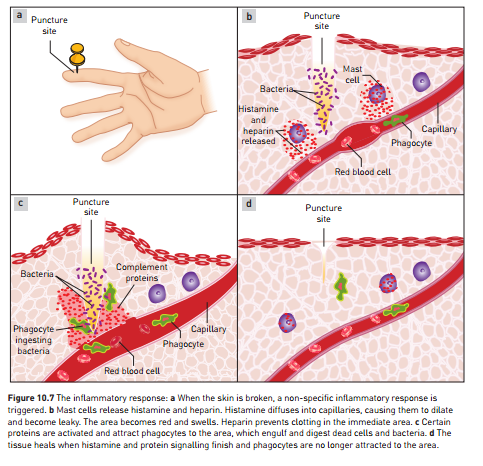 a
Puncture
site
b
Puncture
site
Bacteria
Mast
cell
Histamine
and
heparin
released
Capillary
Phagocyte
Red blood cell
c
Puncture
site
Bacteria
Complement
proteins
Phagocyte
ingesting
bacteria
Capillary
Phagocyte
Red blood cell
d
Puncture
site
Figure 10.7 The inflammatory response: a When the skin is broken, a non-specific inflammatory response is
triggered. b Mast cells release histamine and heparin. Histamine diffuses into capillaries, causing them to dilate
and become leaky. The area becomes red and swells. Heparin prevents clotting in the immediate area. c Certain
proteins are activated and attract phagocytes to the area, which engulf and digest dead cells and bacteria. d The
tissue heals when histamine and protein signalling finish and phagocytes are no longer attracted to the area.